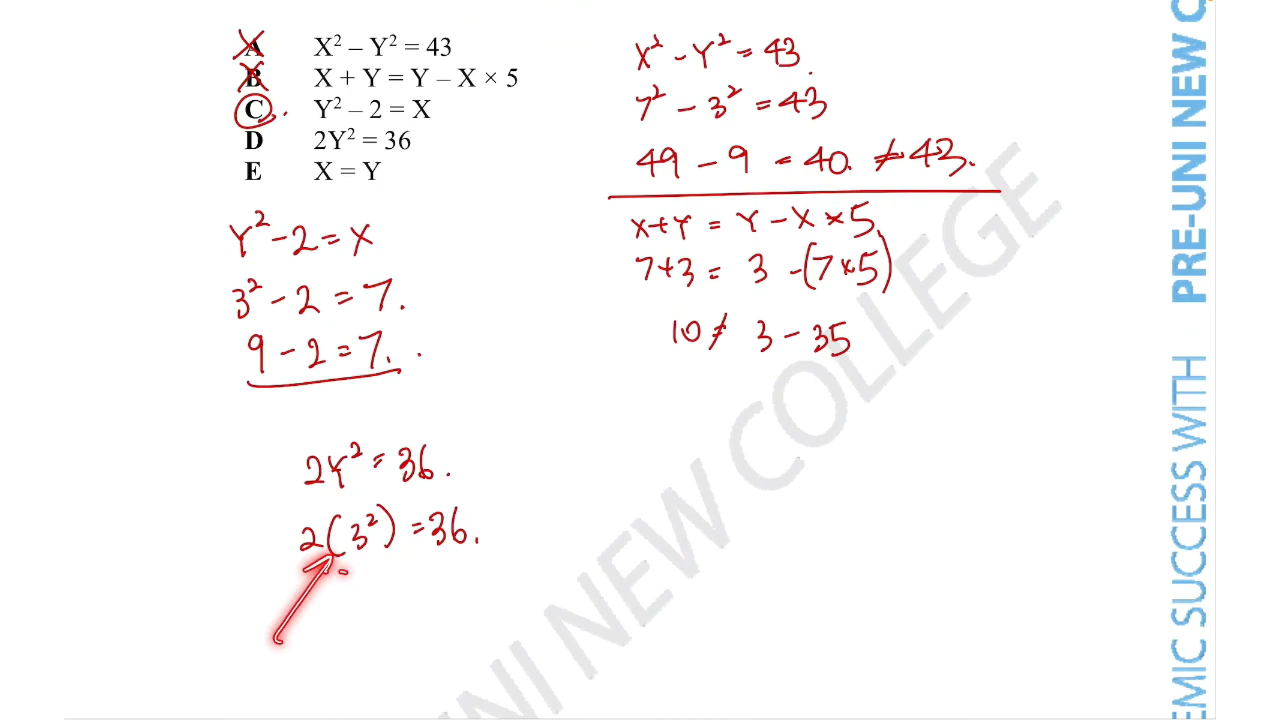 A X² – Y² = 43
B X + Y = Y – X × 5
C Y² – 2 = X
D 2Y² = 36
E X = Y
Y² - 2 = X
3² - 2 = 7.
9 - 2 = 7.
2Y² = 36.
2(3²) = 36.
X² - Y² = 43.
7² - 3² = 43
49 - 9 = 40. ≠ 43.
X + Y = Y - X × 5
7 + 3 = 3 - (7 × 5)
10 ≠ 3 - 35
UNI NEW COLLEGE
EMIC SUCCESS WITH PRE-UNI NEW C